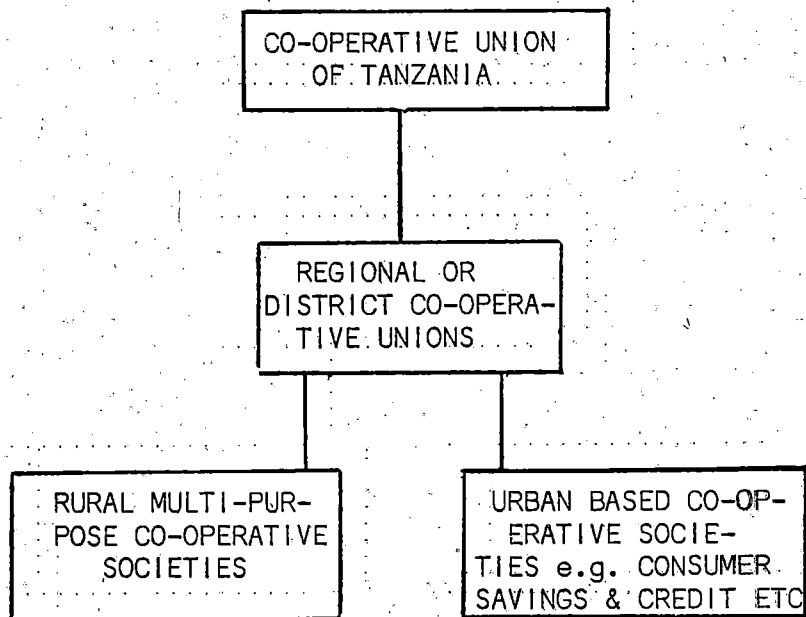 CO-OPERATIVE UNION
OF TANZANIA
REGIONAL OR
DISTRICT CO-OPERA-
TIVE UNIONS
RURAL MULTI-PUR-
POSE CO-OPERATIVE
SOCIETIES
URBAN BASED CO-OP-
ERATIVE SOCIE-
TIES e.g. CONSUMER
SAVINGS & CREDIT ETC